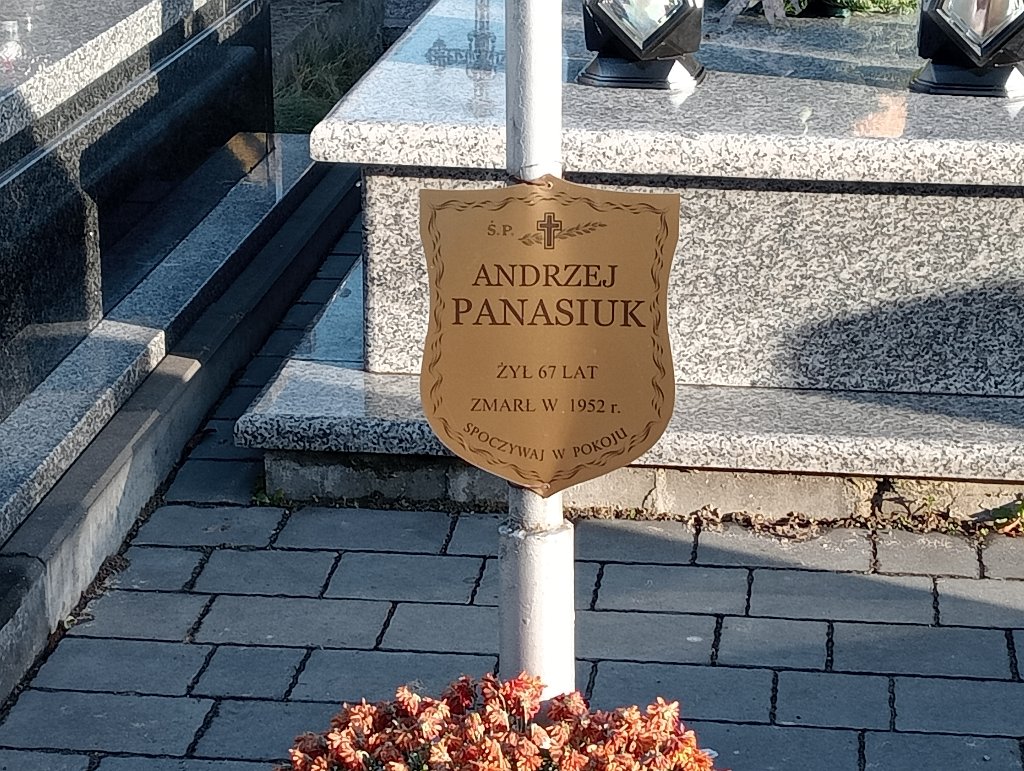 Ś.P.
ANDRZEJ
PANASIUK
ŻYŁ 67 LAT
ZMARŁ W 1952 r.
SPOCZYWAJ W POKOJU